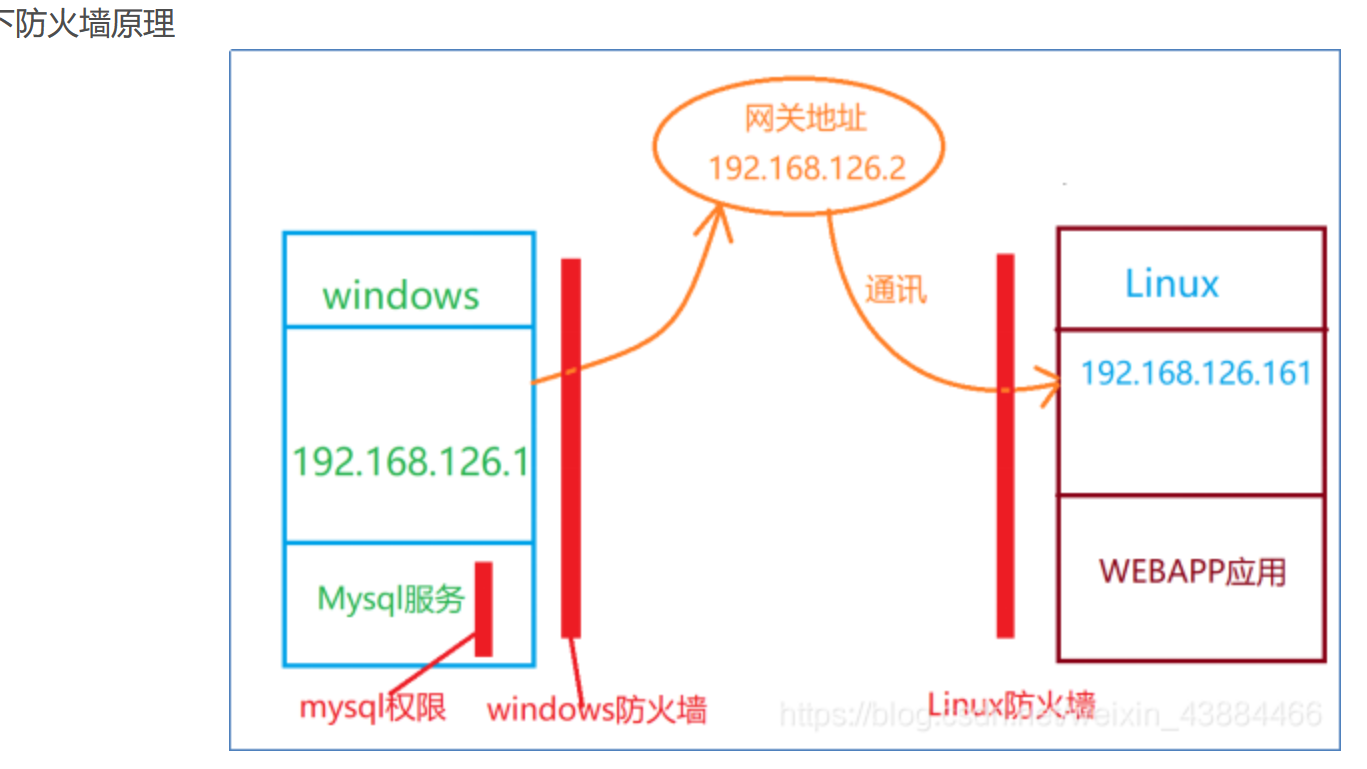 下防火墙原理
网关地址
192.168.126.2
windows
通讯
Linux
192.168.126.161
192.168.126.1
Mysql服务
WEBAPP应用
mysql权限
windows防火墙
Linux防火墙
https://blog.csdn.net/weixin_43884466